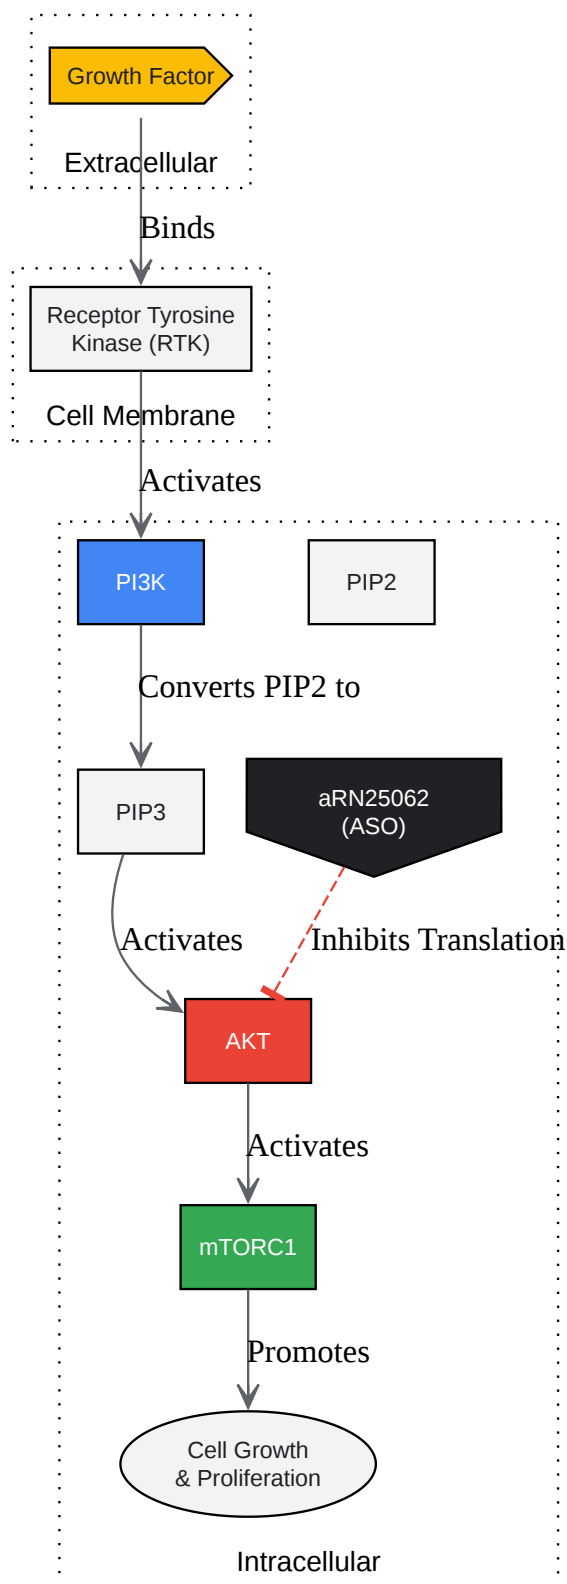 Growth Factor
Extracellular
Binds
Receptor Tyrosine
Kinase (RTK)
Cell Membrane
Activates
PI3K
PIP2
Converts PIP2 to
PIP3
aRN25062
(ASO)
Activates
Inhibits Translation
AKT
Activates
mTORC1
Promotes
Cell Growth
& Proliferation
Intracellular